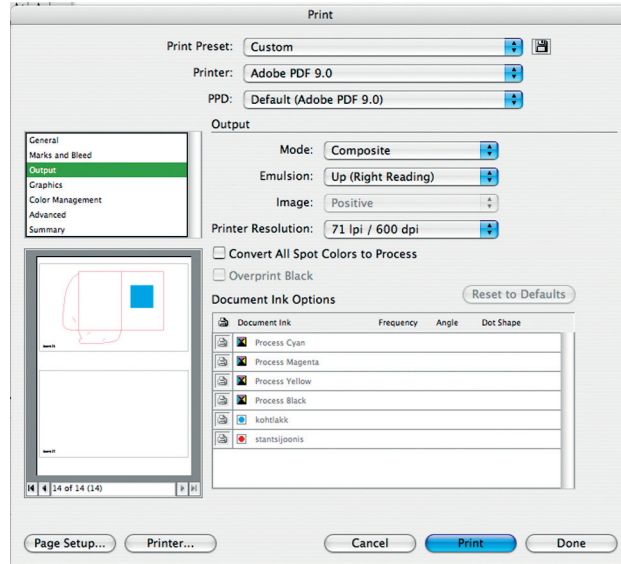 Print
Print Preset: Custom
Printer: Adobe PDF 9.0
PPD: Default (Adobe PDF 9.0)
Output
General
Marks and Bleed
Output
Graphics
Color Management
Advanced
Summary
Mode: Composite
Emulsion: Up (Right Reading)
Image: Positive
Printer Resolution: 71 lpi / 600 dpi
Convert All Spot Colors to Process
Overprint Black
Document Ink Options
Reset to Defaults
Document Ink Frequency Angle Dot Shape
Process Cyan
Process Magenta
Process Yellow
Process Black
kohtlakk
stantsijoonis
14 of 14 (14)
Page Setup... Printer... Cancel Print Done